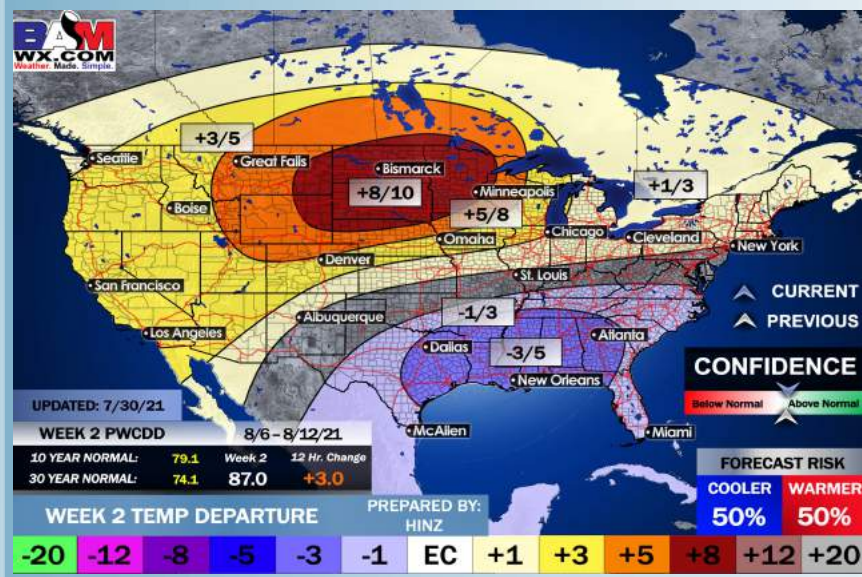 BAM
WX.COM
Weather. Made. Simple.
+3/5
Seattle
Great Falls
Bismarck
+8/10
Minneapolis
+1/3
Boise
+5/8
Omaha
Chicago
Cleveland
New York
Denver
St. Louis
San Francisco
CURRENT
PREVIOUS
Albuquerque
-1/3
Los Angeles
Dallas
Atlanta
-3/5
New Orleans
CONFIDENCE
Below Normal
Above Normal
McAllen
Miami
UPDATED: 7/30/21
WEEK 2 PWCDD 8/6 - 8/12/21
10 YEAR NORMAL: 79.1 Week 2 12 Hr. Change
30 YEAR NORMAL: 74.1 87.0 +3.0
FORECAST RISK
COOLER WARMER
50% 50%
WEEK 2 TEMP DEPARTURE
PREPARED BY:
HINZ
-20 -12 -8 -5 -3 -1 EC +1 +3 +5 +8 +12 +20